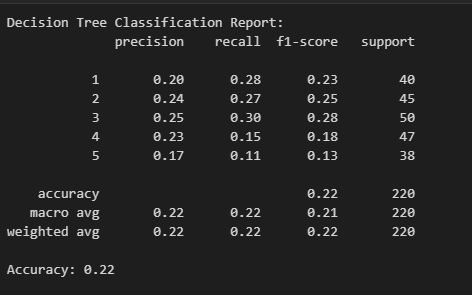 Decision Tree Classification Report:
precision recall f1-score support
1 0.20 0.28 0.23 40
2 0.24 0.27 0.25 45
3 0.25 0.30 0.28 50
4 0.23 0.15 0.18 47
5 0.17 0.11 0.13 38
accuracy 0.22 220
macro avg 0.22 0.22 0.21 220
weighted avg 0.22 0.22 0.22 220
Accuracy: 0.22